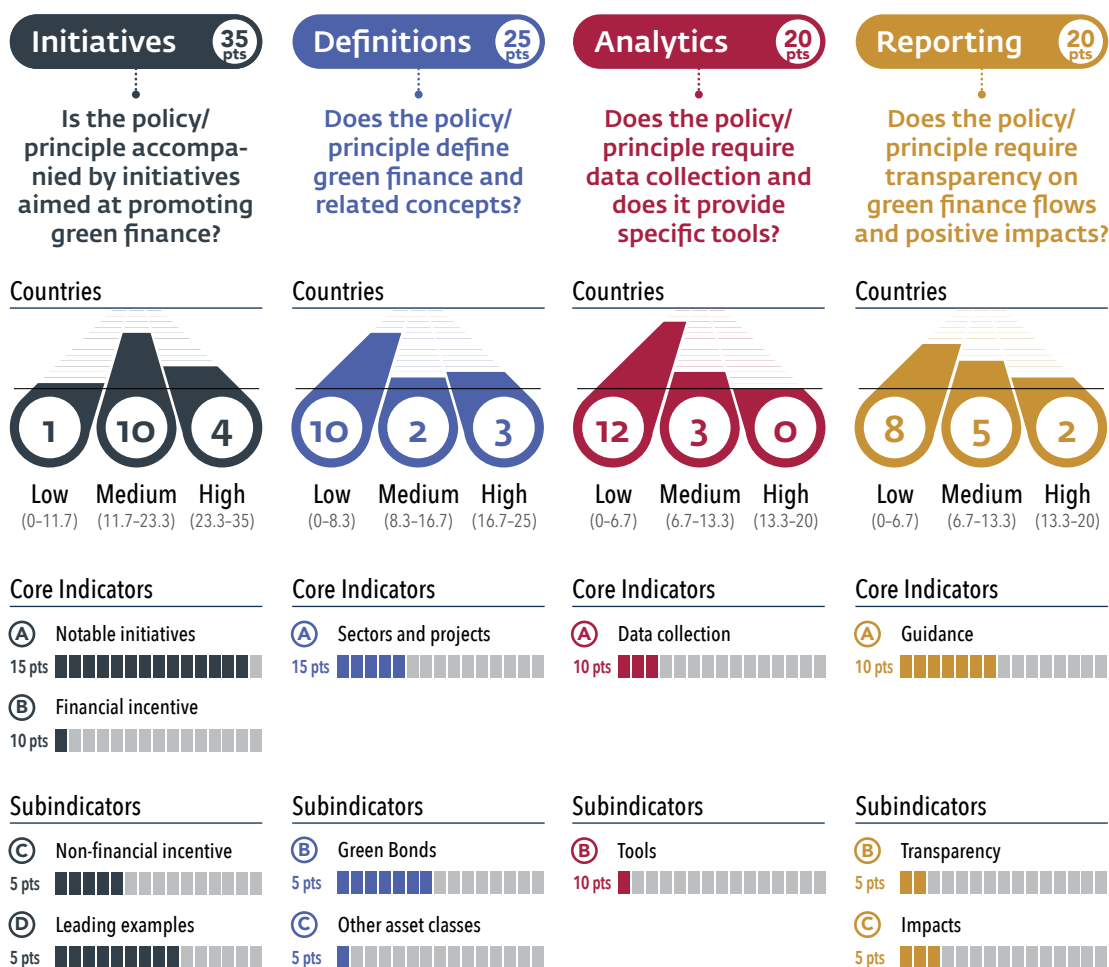 Initiatives
35
pts
Is the policy/
principle accompa-
nied by initiatives
aimed at promoting
green finance?
Countries
1
10
4
Low
Medium
High
(0–11.7)
(11.7–23.3)
(23.3–35)
Core Indicators
A Notable initiatives
15 pts
B Financial incentive
10 pts
Subindicators
C Non-financial incentive
5 pts
D Leading examples
5 pts
Definitions
25
pts
Does the policy/
principle define
green finance and
related concepts?
Countries
10
2
3
Low
Medium
High
(0–8.3)
(8.3–16.7)
(16.7–25)
Core Indicators
A Sectors and projects
15 pts
Subindicators
B Green Bonds
5 pts
C Other asset classes
5 pts
Analytics
20
pts
Does the policy/
principle require
data collection and
does it provide
specific tools?
Countries
12
3
0
Low
Medium
High
(0–6.7)
(6.7–13.3)
(13.3–20)
Core Indicators
A Data collection
10 pts
Subindicators
B Tools
10 pts
Reporting
20
pts
Does the policy/
principle require
transparency on
green finance flows
and positive impacts?
Countries
8
5
2
Low
Medium
High
(0–6.7)
(6.7–13.3)
(13.3–20)
Core Indicators
A Guidance
10 pts
Subindicators
B Transparency
5 pts
C Impacts
5 pts